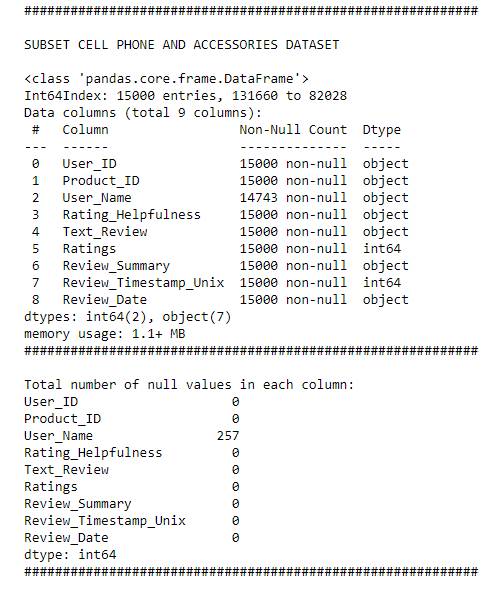 ###########################################################
SUBSET CELL PHONE AND ACCESSORIES DATASET
<class 'pandas.core.frame.DataFrame'>
Int64Index: 15000 entries, 131660 to 82028
Data columns (total 9 columns):
 #   Column                 Non-Null Count  Dtype
---  ------                 --------------  -----
 0   User_ID                15000 non-null  object
 1   Product_ID             15000 non-null  object
 2   User_Name              14743 non-null  object
 3   Rating_Helpfulness     15000 non-null  object
 4   Text_Review            15000 non-null  object
 5   Ratings                15000 non-null  int64
 6   Review_Summary         15000 non-null  object
 7   Review_Timestamp_Unix  15000 non-null  int64
 8   Review_Date            15000 non-null  object
dtypes: int64(2), object(7)
memory usage: 1.1+ MB
###########################################################
Total number of null values in each column:
User_ID                    0
Product_ID                 0
User_Name                257
Rating_Helpfulness         0
Text_Review                0
Ratings                    0
Review_Summary             0
Review_Timestamp_Unix      0
Review_Date                0
dtype: int64
###########################################################